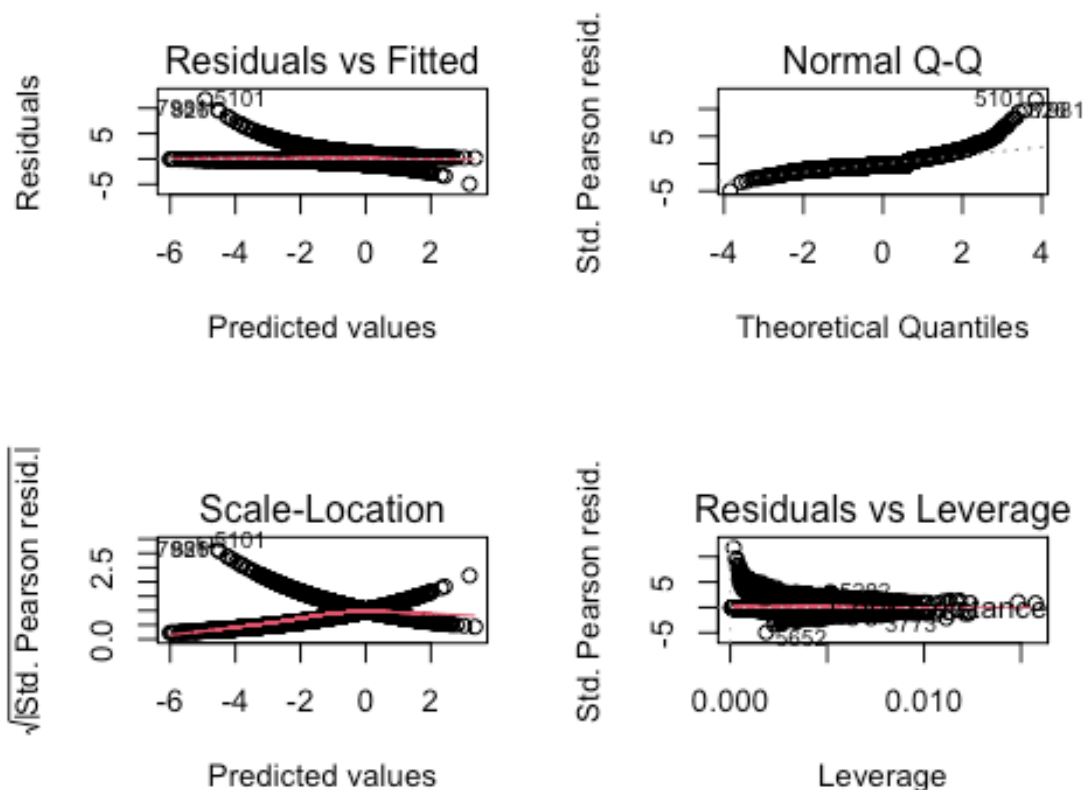 Residuals vs Fitted
Residuals
5101
5
-5
-6 -4 -2 0 2
Predicted values
Normal Q-Q
Std. Pearson resid.
5101
5
-5
-4 -2 0 2 4
Theoretical Quantiles
Scale-Location
√|Std. Pearson resid.|
5101
2.5
0.0
-6 -4 -2 0 2
Predicted values
Residuals vs Leverage
Std. Pearson resid.
5
-5
5282
3773
5652
0.000 0.010
Leverage